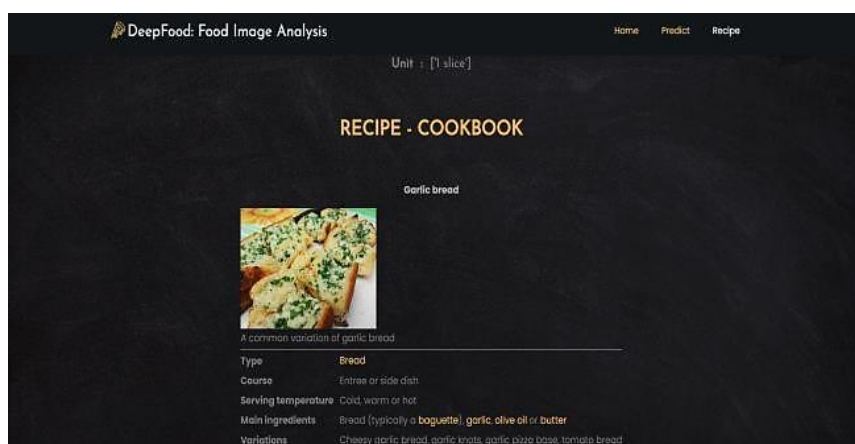 DeepFood: Food Image Analysis Home Predict Recipe
Unit : ['1 slice']
RECIPE - COOKBOOK
Garlic bread
A common variation of garlic bread
Type Bread
Course Entree or side dish
Serving temperature Cold, warm or hot
Main ingredients Bread (typically a baguette), garlic, olive oil or butter
Variations Cheesy garlic bread, garlic knots, garlic pizza base, tomato bread